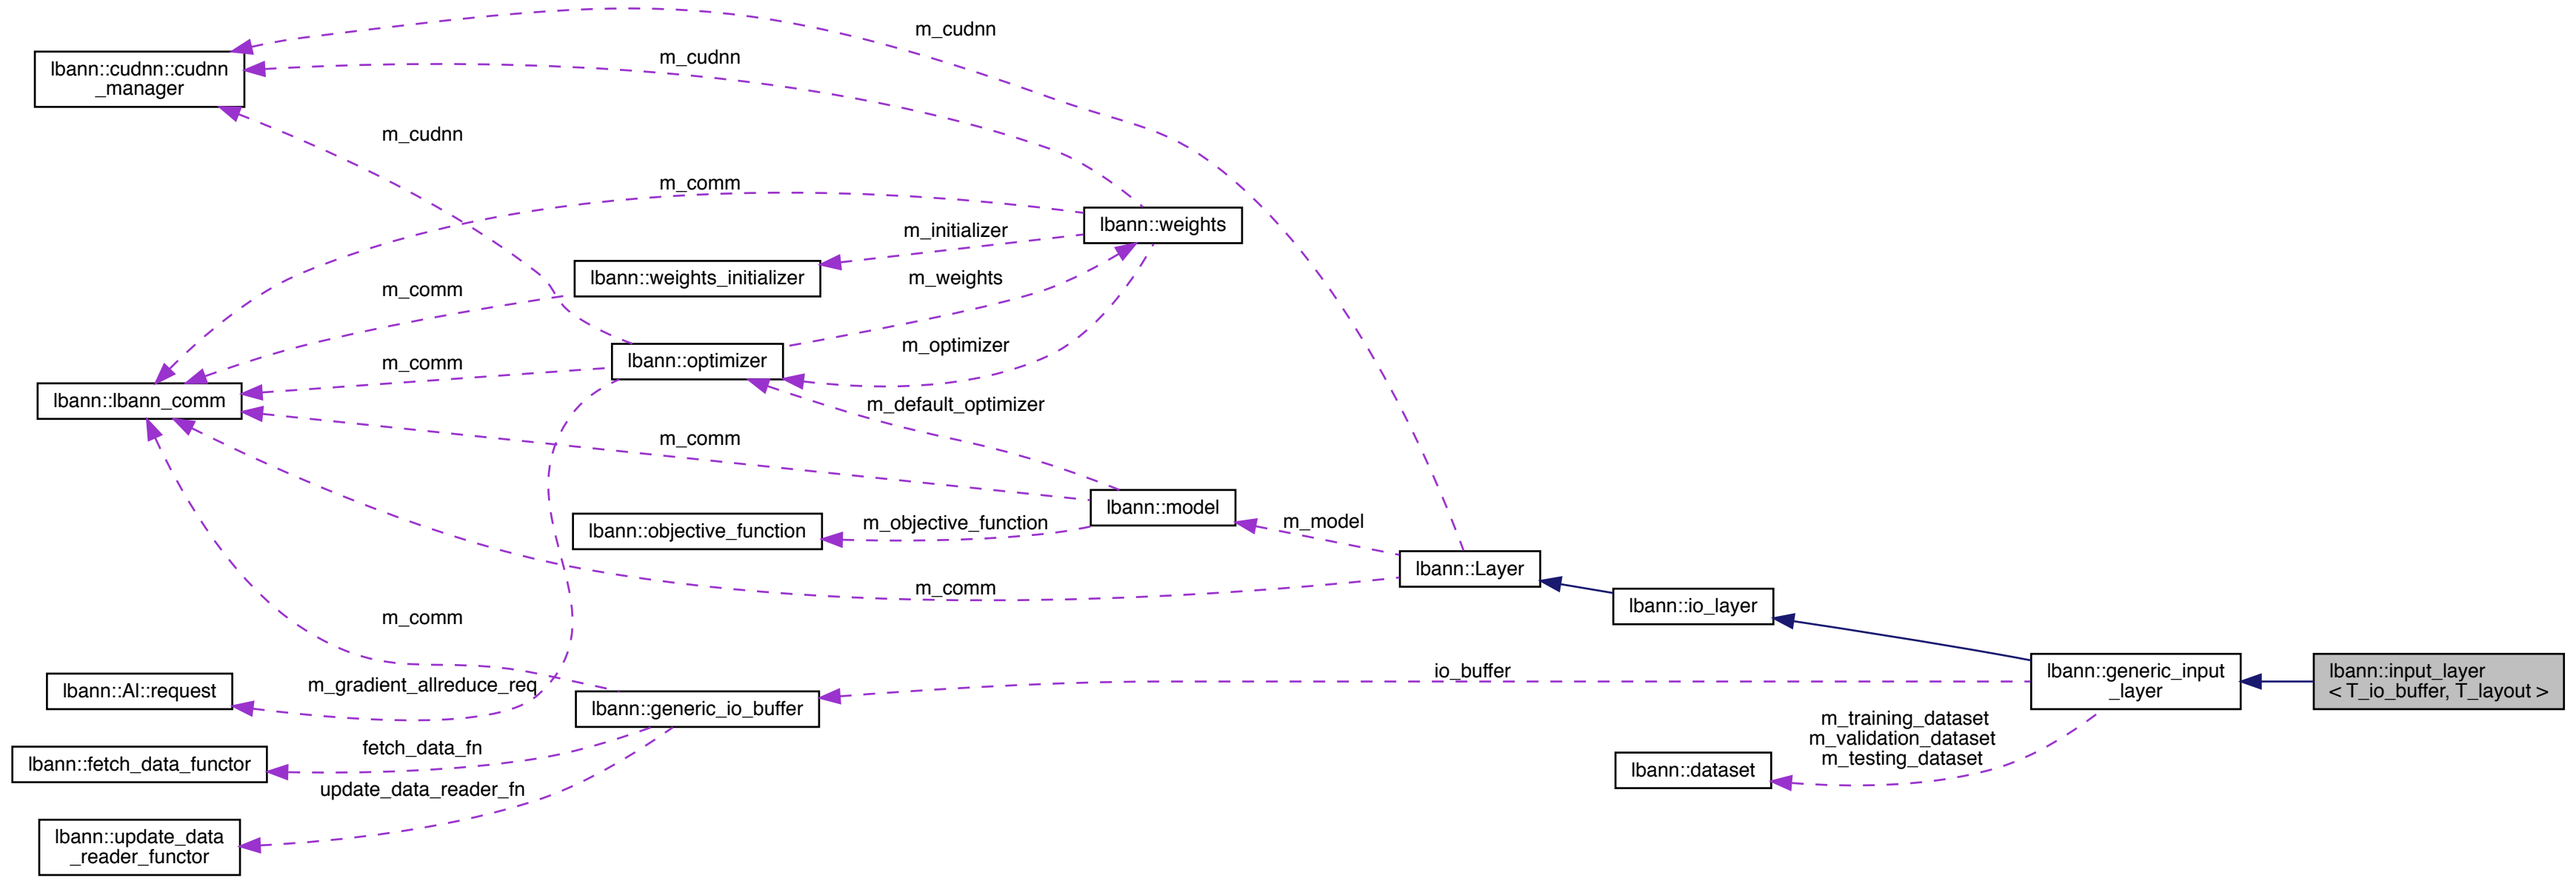 m_cudnn
m_cudnn
lbann::cudnn::cudnn
_manager
m_cudnn
m_comm
lbann::weights
m_initializer
lbann::weights_initializer
m_weights
m_comm
m_optimizer
lbann::optimizer
m_comm
lbann::lbann_comm
m_default_optimizer
m_comm
lbann::model
m_objective_function
m_model
lbann::objective_function
lbann::Layer
m_comm
lbann::io_layer
m_comm
io_buffer
lbann::generic_input
_layer
lbann::input_layer
< T_io_buffer, T_layout >
m_gradient_allreduce_req
lbann::Al::request
lbann::generic_io_buffer
m_training_dataset
m_validation_dataset
m_testing_dataset
fetch_data_fn
lbann::fetch_data_functor
lbann::dataset
update_data_reader_fn
lbann::update_data
_reader_functor